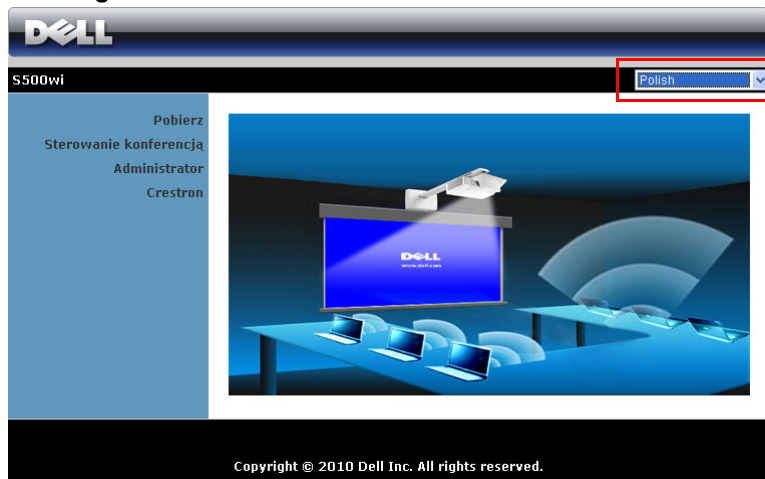 DELL
S500wi
Polish
Pobierz
Sterowanie konferencją
Administrator
Crestron
DELL
www.dell.com
Copyright © 2010 Dell Inc. All rights reserved.